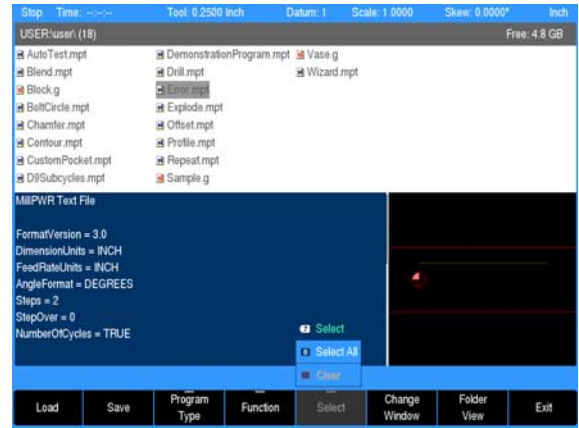 Stop Time: --:--:-- Tool: 0.2500 Inch Datum: 1 Scale: 1.0000 Skew: 0.0000° Inch
USER:\user\ (18) Free: 4.8 GB
AutoTest.mpt DemonstrationProgram.mpt Vase.g
Blend.mpt Drill.mpt Wizard.mpt
Block.g Error.mpt
BoltCircle.mpt Explode.mpt
Chamfer.mpt Offset.mpt
Contour.mpt Profile.mpt
CustomPocket.mpt Repeat.mpt
D9Subcycles.mpt Sample.g
MillPWR Text File
FormatVersion = 3.0
DimensionUnits = INCH
FeedRateUnits = INCH
AngleFormat = DEGREES
Steps = 2
StepOver = 0
NumberOfCycles = TRUE
Select
Select All
Clear
Load Save Program Type Function Select Change Window Folder View Exit